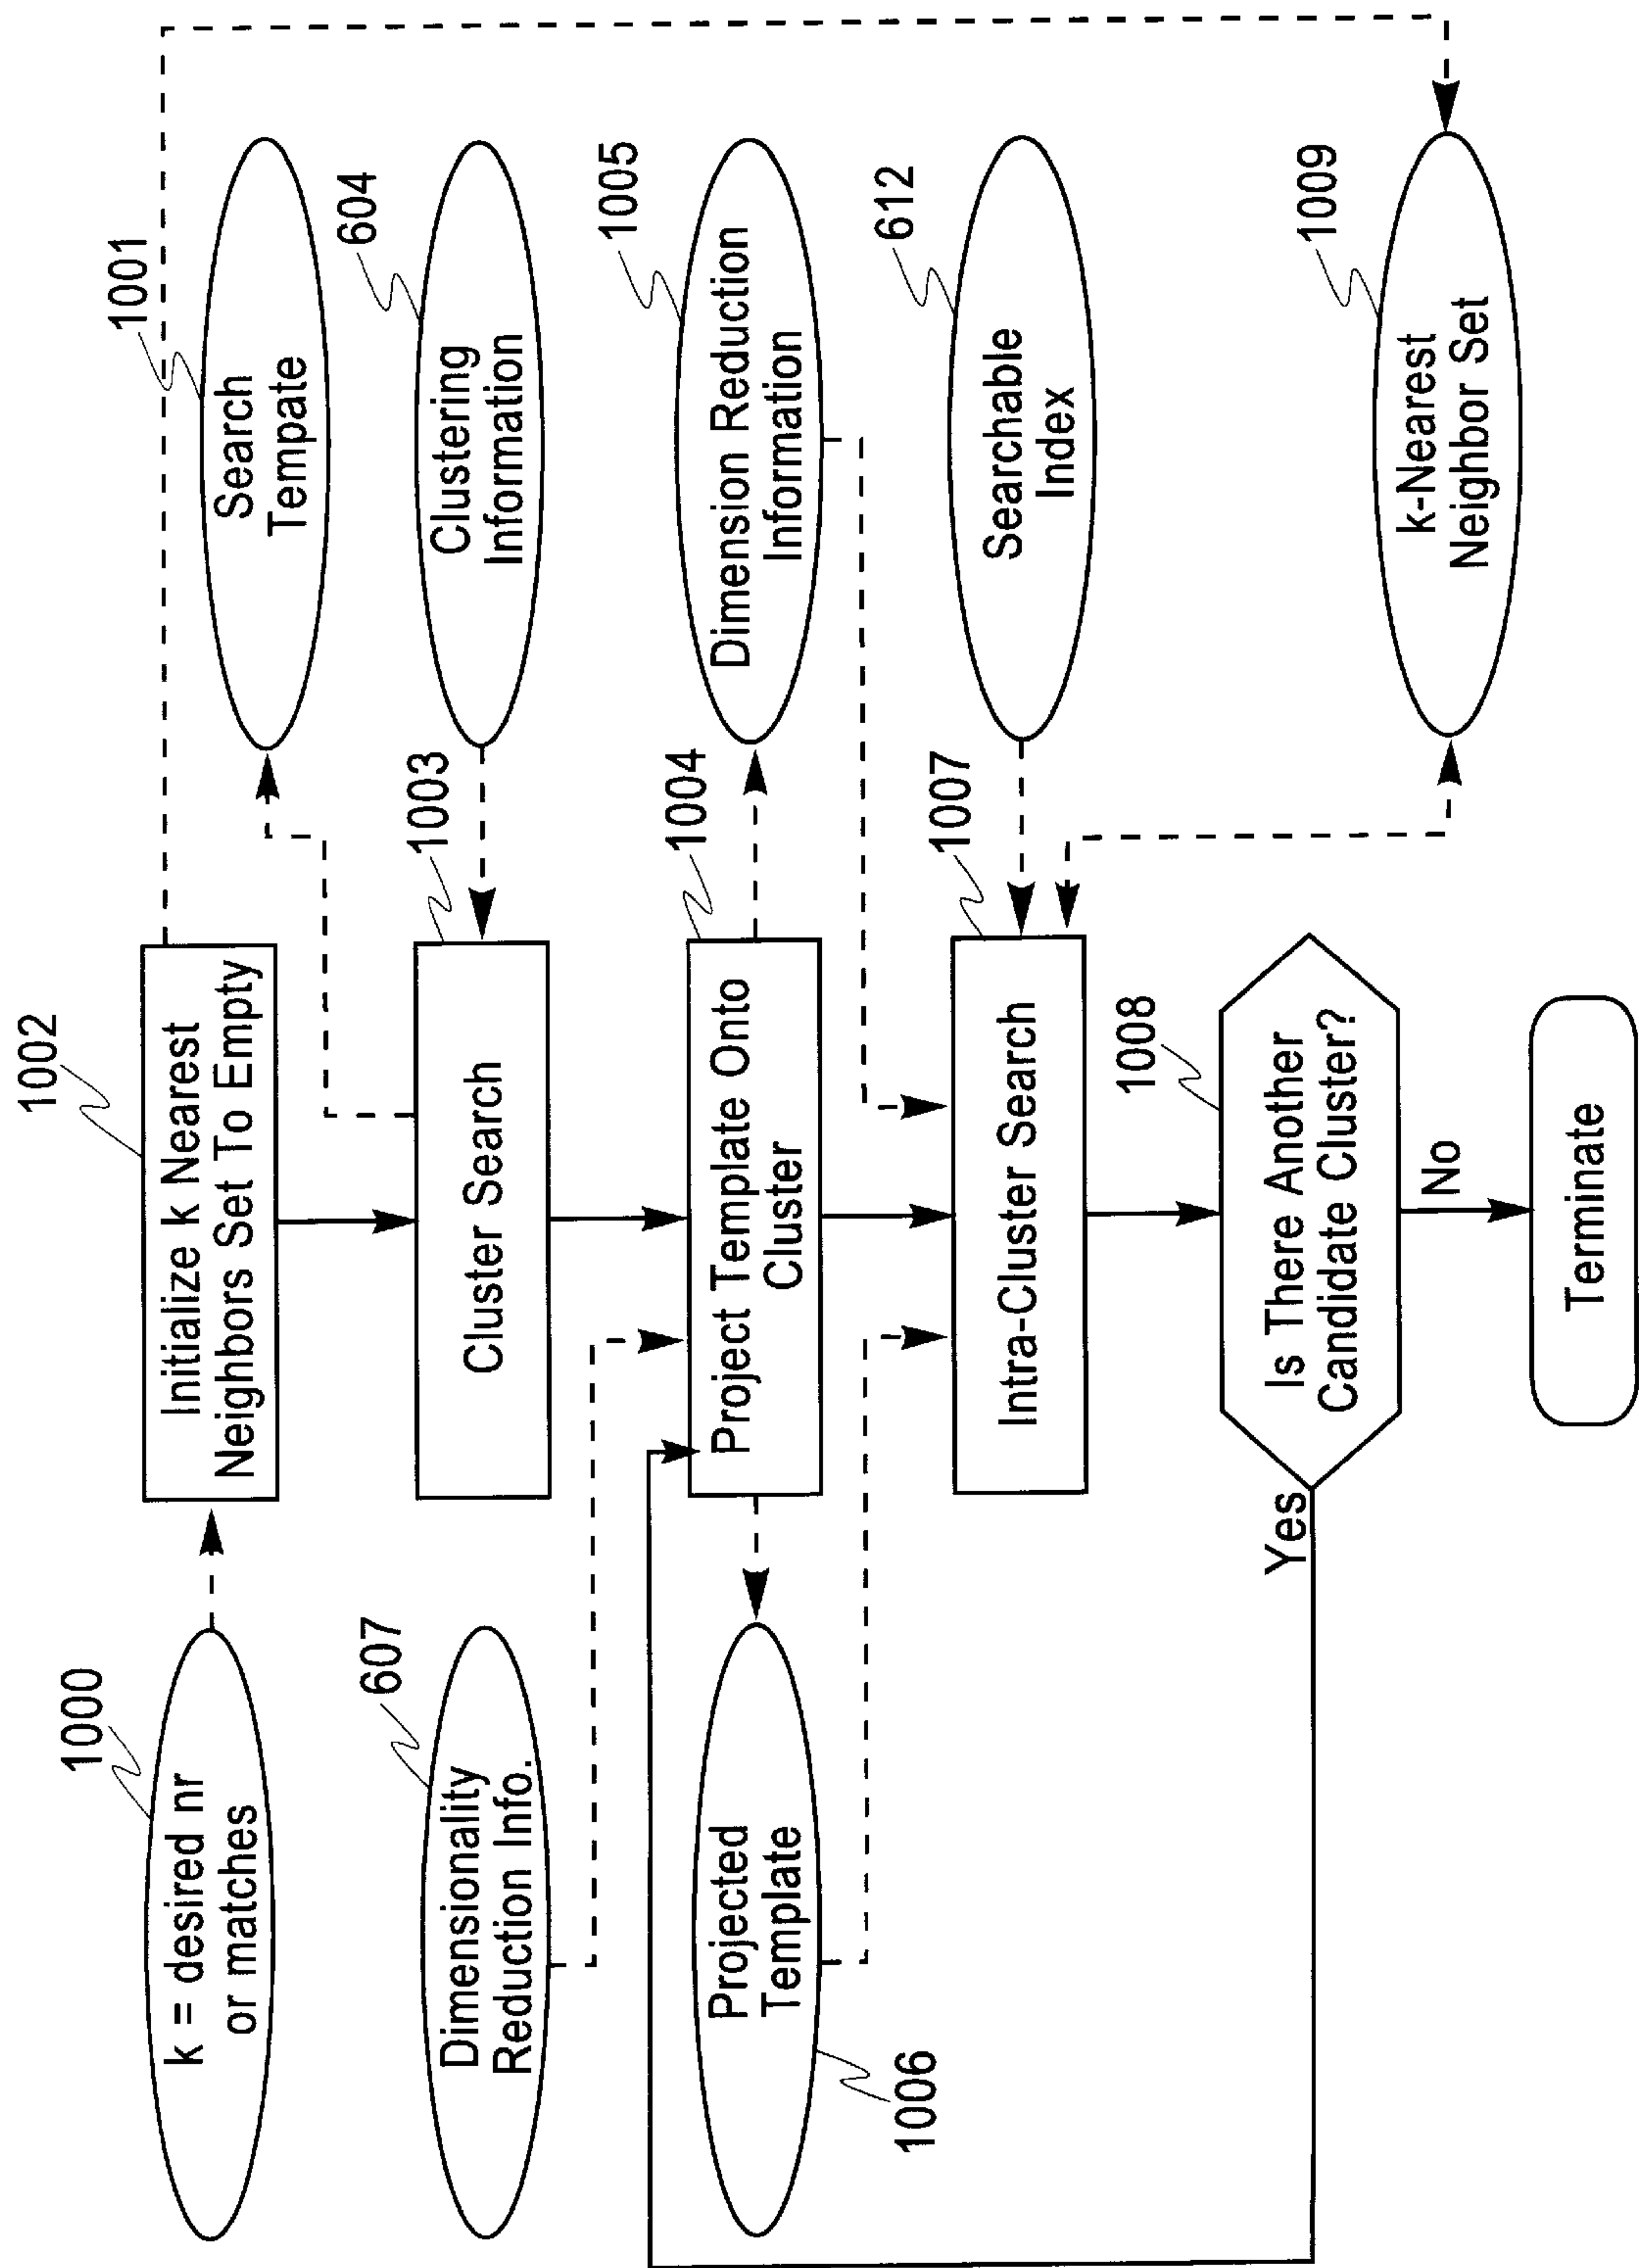 1002
1001
1000
k = desired nr
or matches
Initialize k Nearest
Neighbors Set To Empty
Search
Tempate
607
1003
604
Dimensionality
Reduction Info.
Cluster Search
Clustering
Information
1004
1005
Projected
Template
1006
Project Template Onto
Cluster
Dimension Reduction
Information
1007
612
Intra-Cluster Search
Searchable
Index
1008
1009
Yes
Is There Another
Candidate Cluster?
k-Nearest
Neighbor Set
No
Terminate